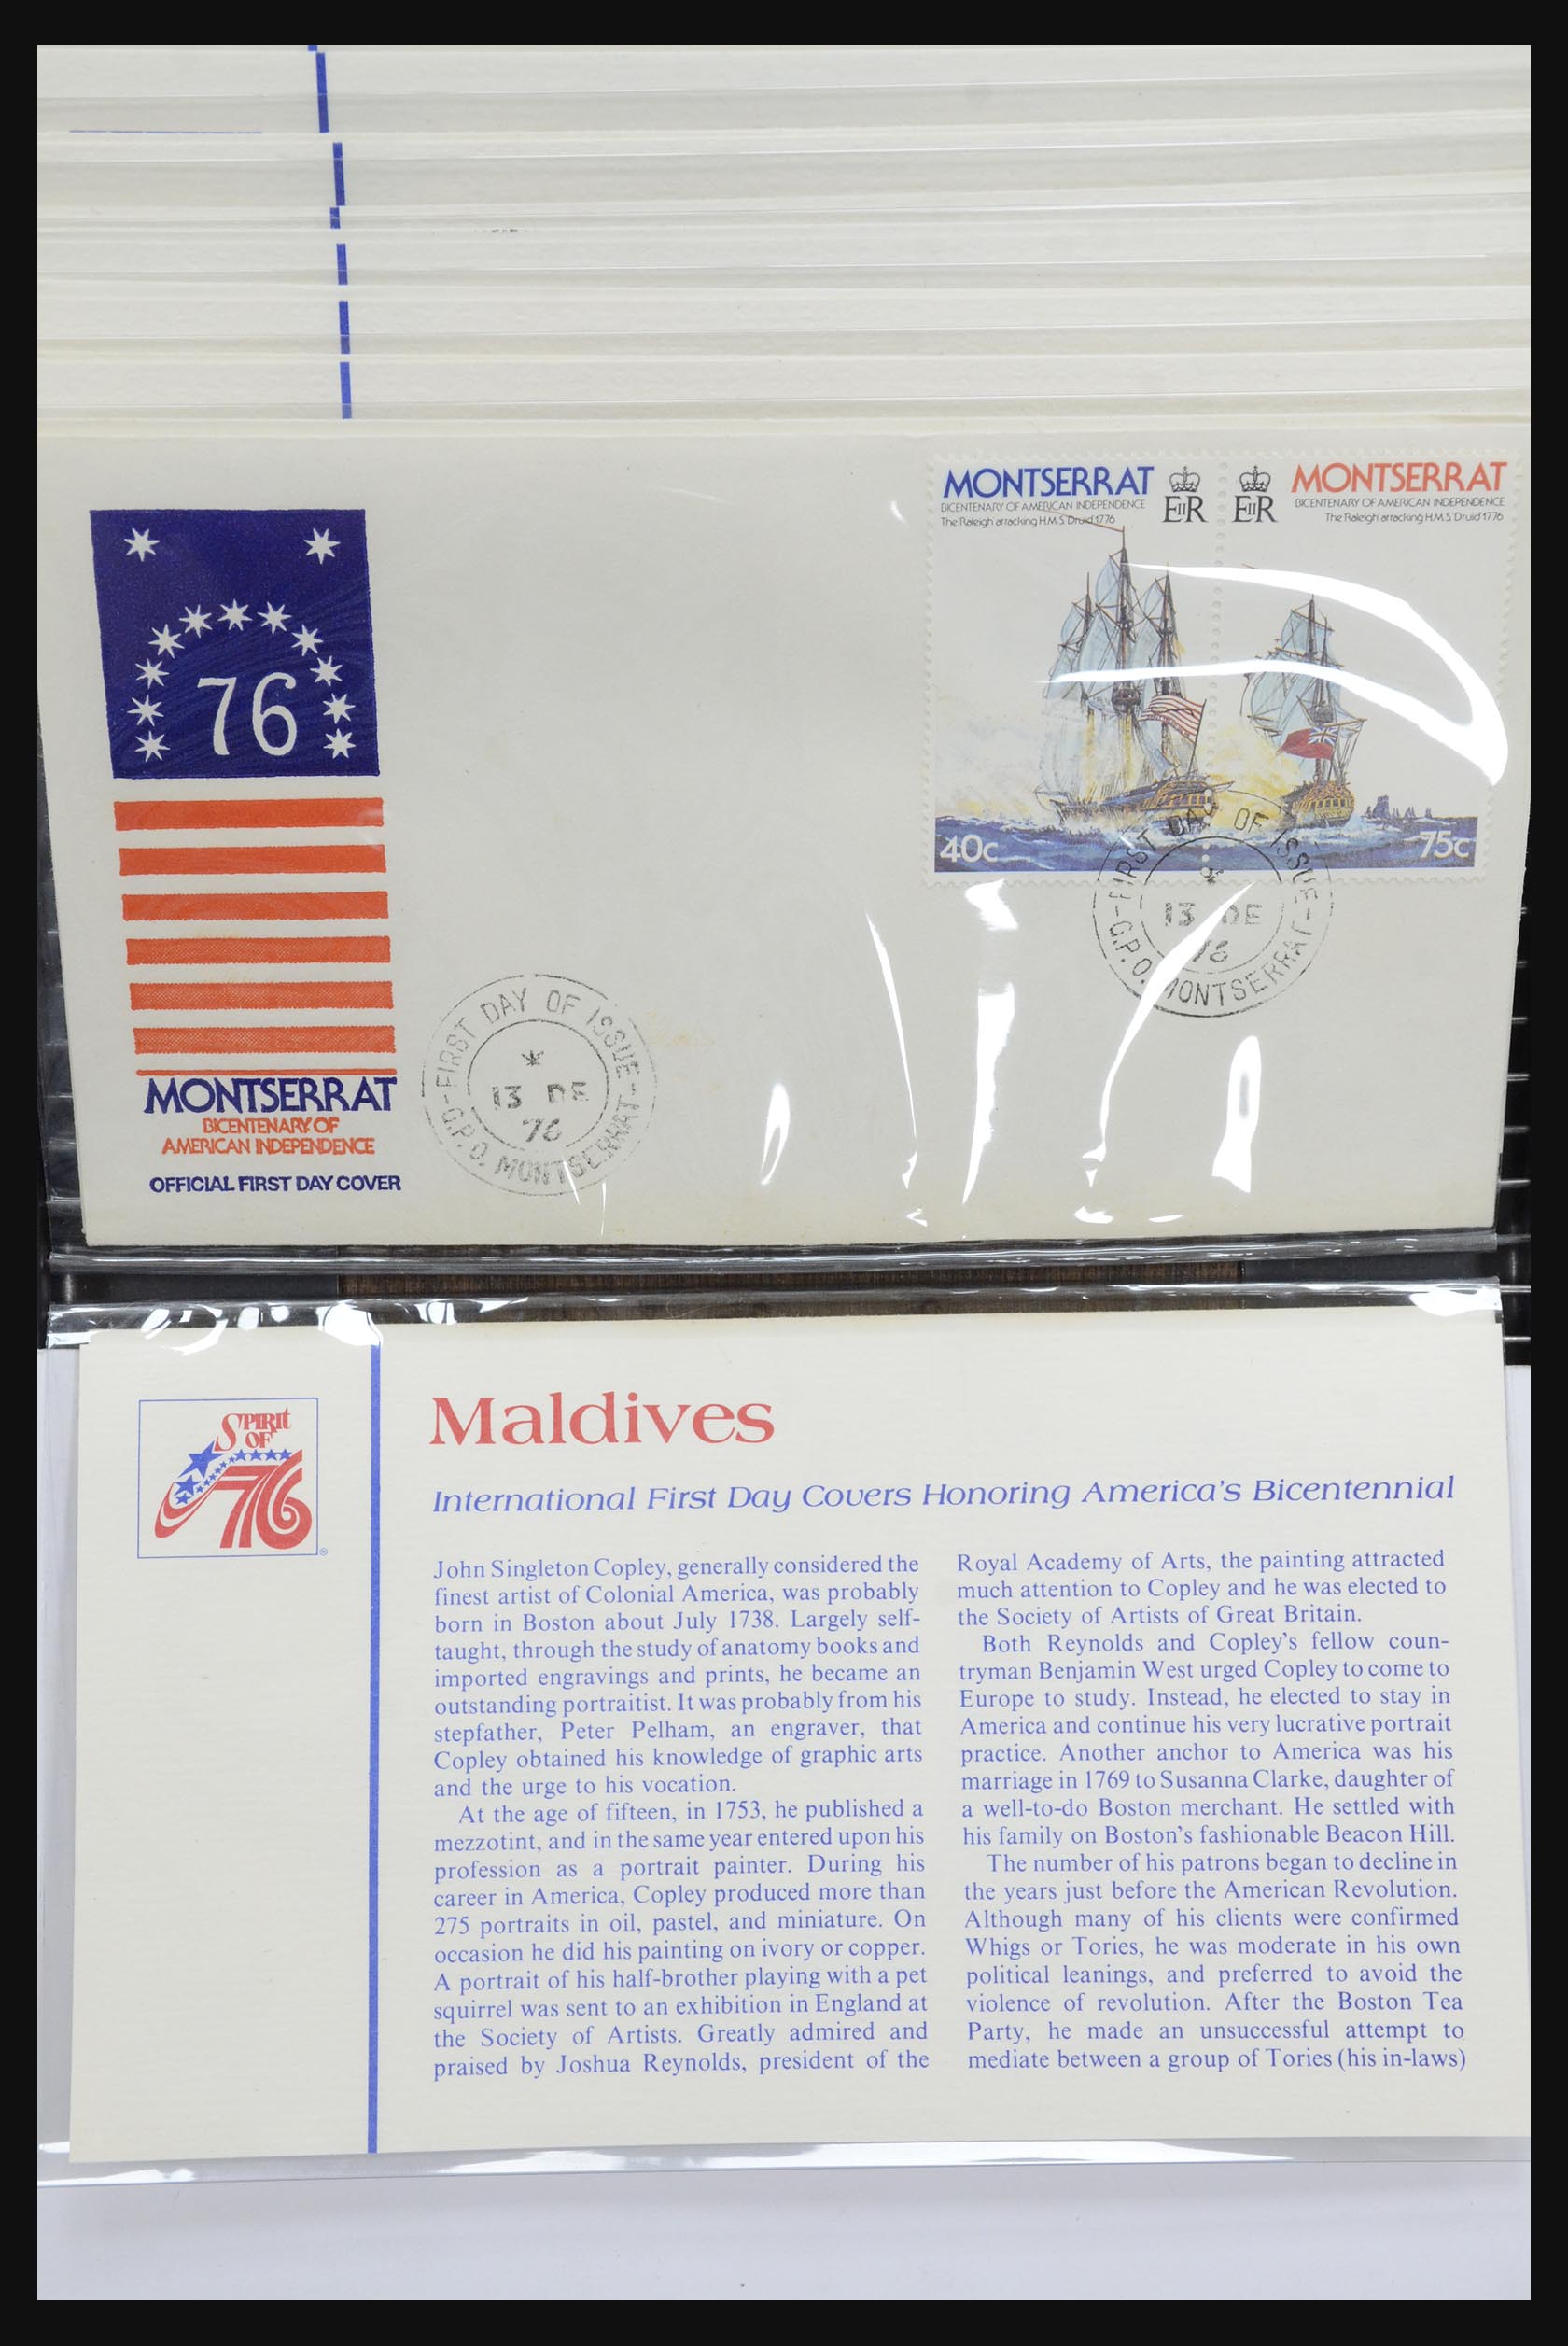 MONTSERRAT
BICENTENARY OF AMERICAN INDEPENDENCE
The 'Raleigh' attacking H.M.S. 'Druid' 1776
EIIR
EIIR
MONTSERRAT
BICENTENARY OF AMERICAN INDEPENDENCE
The 'Raleigh' attacking H.M.S. 'Druid' 1776
40c
75c
FIRST DAY OF ISSUE
13 DE
76
G.P.O. MONTSERRAT
76
MONTSERRAT
BICENTENARY OF
AMERICAN INDEPENDENCE
OFFICIAL FIRST DAY COVER
FIRST DAY OF ISSUE
13 DE
76
G.P.O. MONTSERRAT
SPIRIT
OF
76
®
Maldives
International First Day Covers Honoring America's Bicentennial
John Singleton Copley, generally considered the
finest artist of Colonial America, was probably
born in Boston about July 1738. Largely self-
taught, through the study of anatomy books and
imported engravings and prints, he became an
outstanding portraitist. It was probably from his
stepfather, Peter Pelham, an engraver, that
Copley obtained his knowledge of graphic arts
and the urge to his vocation.
At the age of fifteen, in 1753, he published a
mezzotint, and in the same year entered upon his
profession as a portrait painter. During his
career in America, Copley produced more than
275 portraits in oil, pastel, and miniature. On
occasion he did his painting on ivory or copper.
A portrait of his half-brother playing with a pet
squirrel was sent to an exhibition in England at
the Society of Artists. Greatly admired and
praised by Joshua Reynolds, president of the
Royal Academy of Arts, the painting attracted
much attention to Copley and he was elected to
the Society of Artists of Great Britain.
Both Reynolds and Copley's fellow coun-
tryman Benjamin West urged Copley to come to
Europe to study. Instead, he elected to stay in
America and continue his very lucrative portrait
practice. Another anchor to America was his
marriage in 1769 to Susanna Clarke, daughter of
a well-to-do Boston merchant. He settled with
his family on Boston's fashionable Beacon Hill.
The number of his patrons began to decline in
the years just before the American Revolution.
Although many of his clients were confirmed
Whigs or Tories, he was moderate in his own
political leanings, and preferred to avoid the
violence of revolution. After the Boston Tea
Party, he made an unsuccessful attempt to
mediate between a group of Tories (his in-laws)